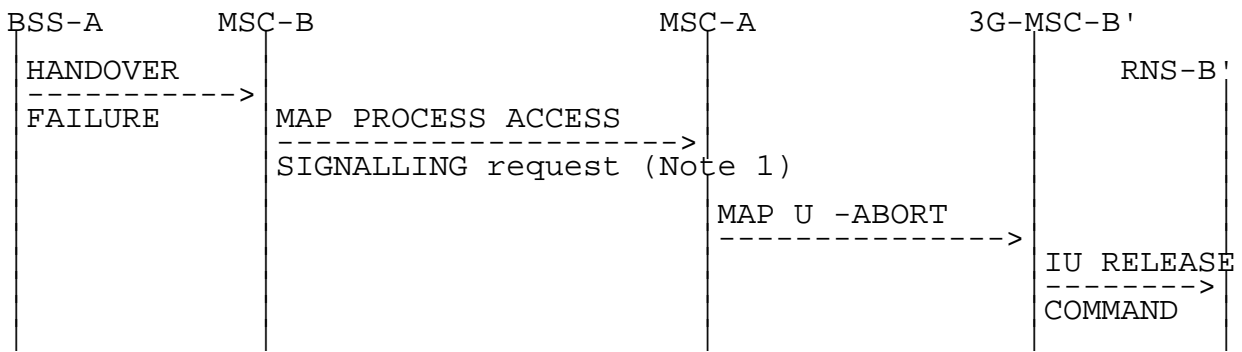 BSS-A MSC-B MSC-A 3G-MSC-B'
HANDOVER RNS-B'
----------->
FAILURE MAP PROCESS ACCESS
--------------------->
SIGNALLING request (Note 1)
MAP U -ABORT
--------------->
IU RELEASE
-------->
COMMAND